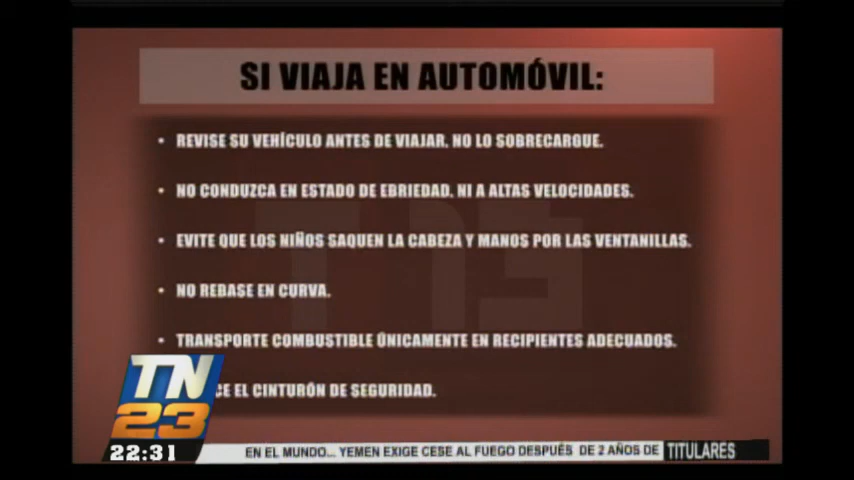 SI VIAJA EN AUTOMÓVIL:
• REVISE SU VEHÍCULO ANTES DE VIAJAR. NO LO SOBRECARGUE.
• NO CONDUZCA EN ESTADO DE EBRIEDAD, NI A ALTAS VELOCIDADES.
• EVITE QUE LOS NIÑOS SAQUEN LA CABEZA Y MANOS POR LAS VENTANILLAS.
• NO REBASE EN CURVA.
• TRANSPORTE COMBUSTIBLE ÚNICAMENTE EN RECIPIENTES ADECUADOS.
EL CINTURÓN DE SEGURIDAD.
TN
23
22:31
EN EL MUNDO... YEMEN EXIGE CESE AL FUEGO DESPUÉS DE 2 AÑOS DE TITULARES